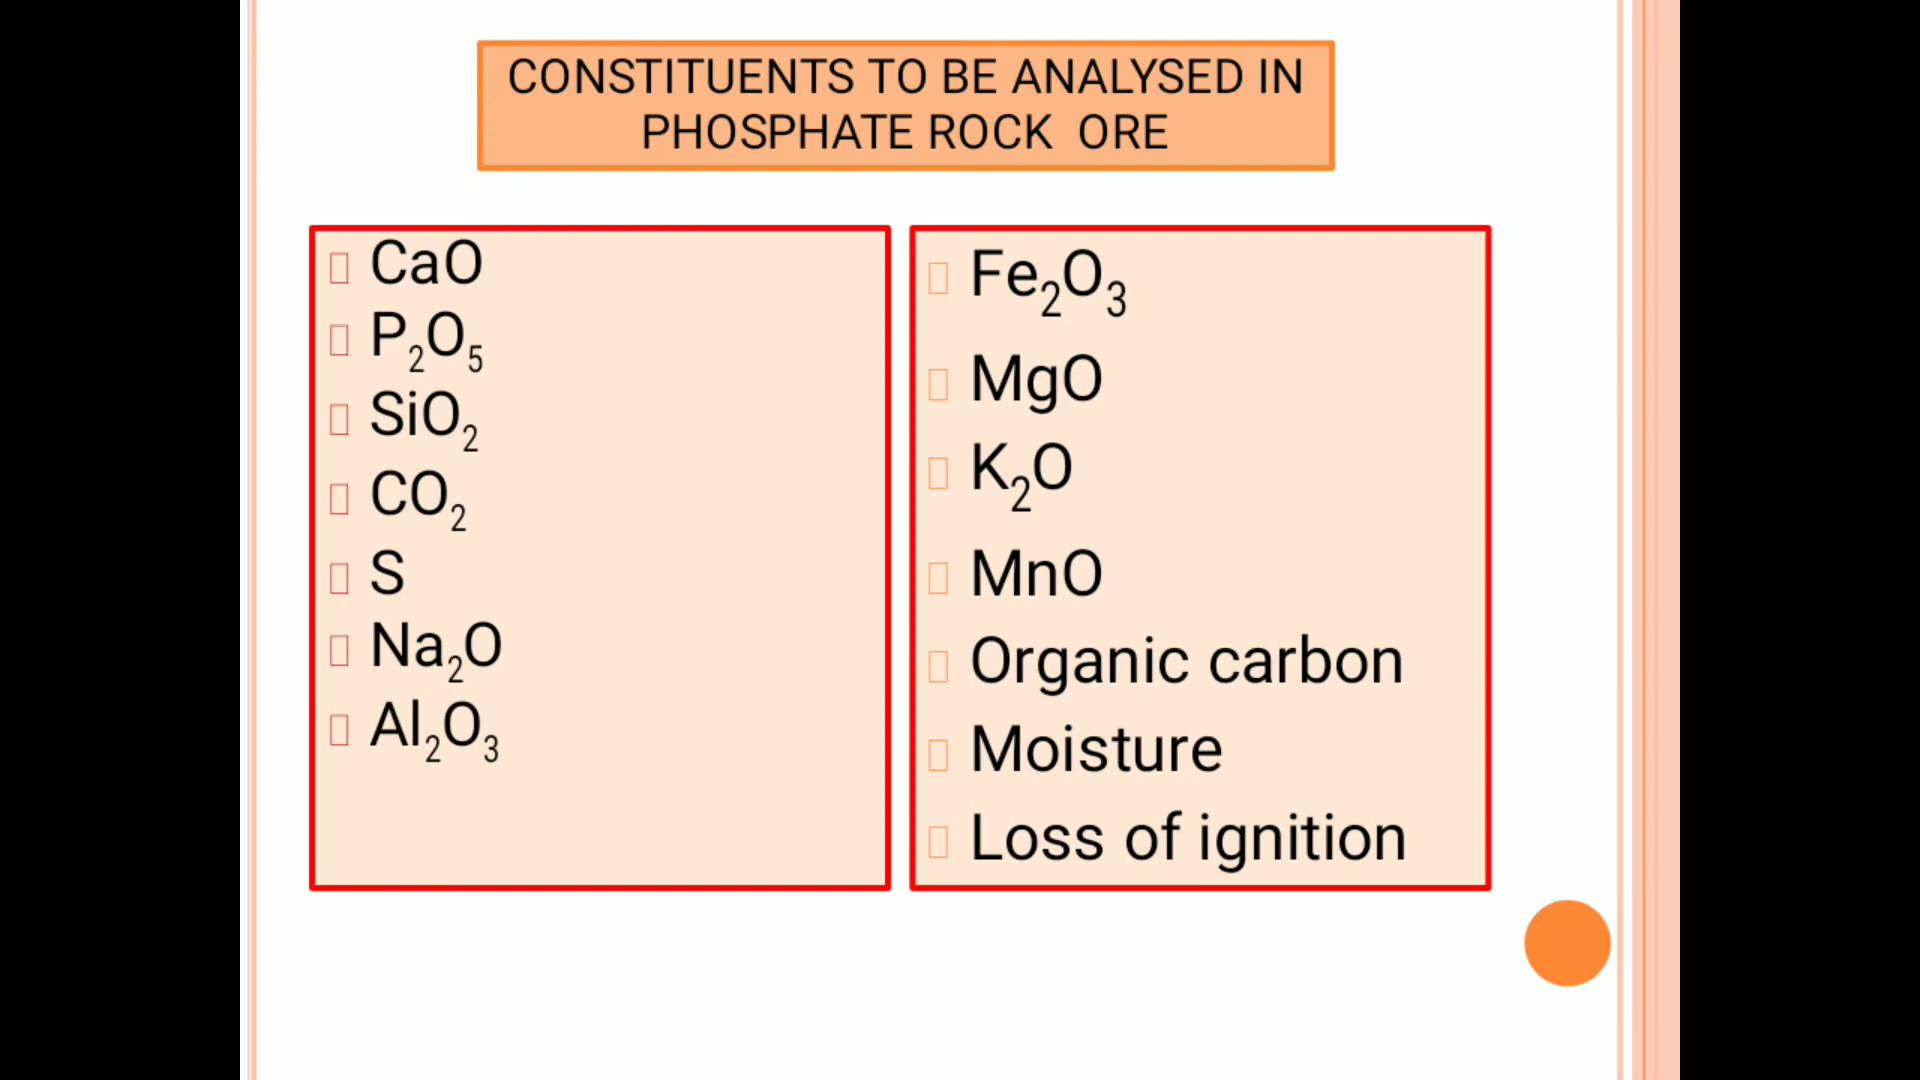 CONSTITUENTS TO BE ANALYSED IN
PHOSPHATE ROCK ORE
CaO
P₂O₅
SiO₂
CO₂
S
Na₂O
Al₂O₃
Fe₂O₃
MgO
K₂O
MnO
Organic carbon
Moisture
Loss of ignition